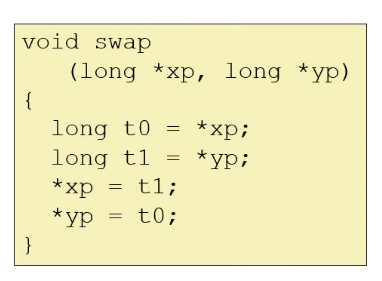 void swap
   (long *xp, long *yp)
{
  long t0 = *xp;
  long t1 = *yp;
  *xp = t1;
  *yp = t0;
}